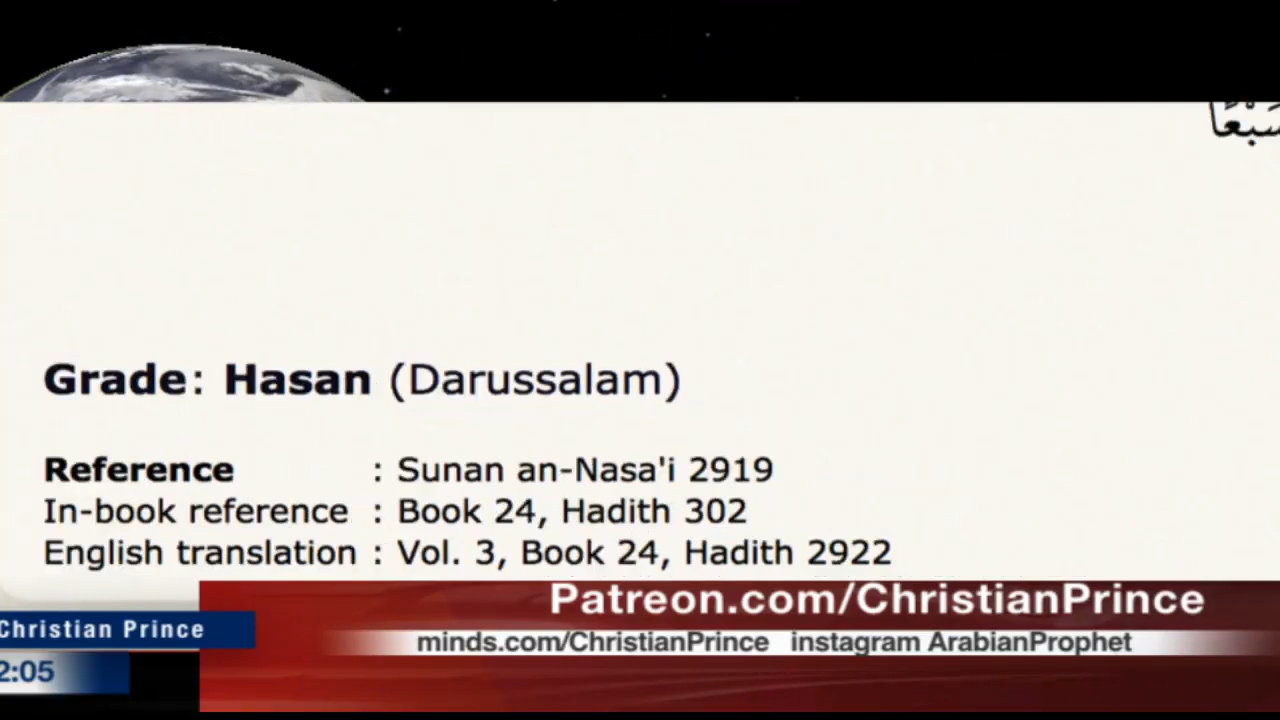 سَبْعًا
Grade: Hasan (Darussalam)
Reference : Sunan an-Nasa'i 2919
In-book reference : Book 24, Hadith 302
English translation : Vol. 3, Book 24, Hadith 2922
Patreon.com/ChristianPrince
Christian Prince
minds.com/ChristianPrince instagram ArabianProphet
2:05